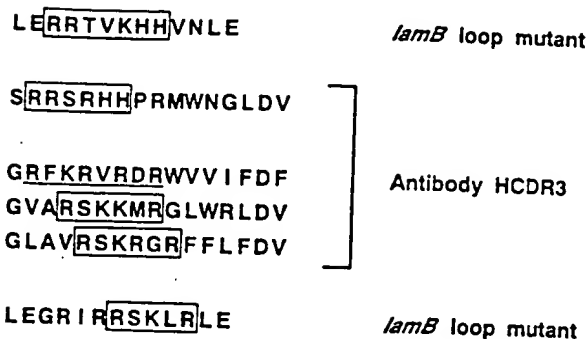 LERRTVKHHVNLE lamB loop mutant
SRRSRHHPRMWNGLDV
GRFKRVRDRWVVIFDF
Antibody HCDR3
GVARSKKMRGLWRLDV
GLAVRSKRGRFFLFDV
LEGRIRRSKLRLE lamB loop mutant